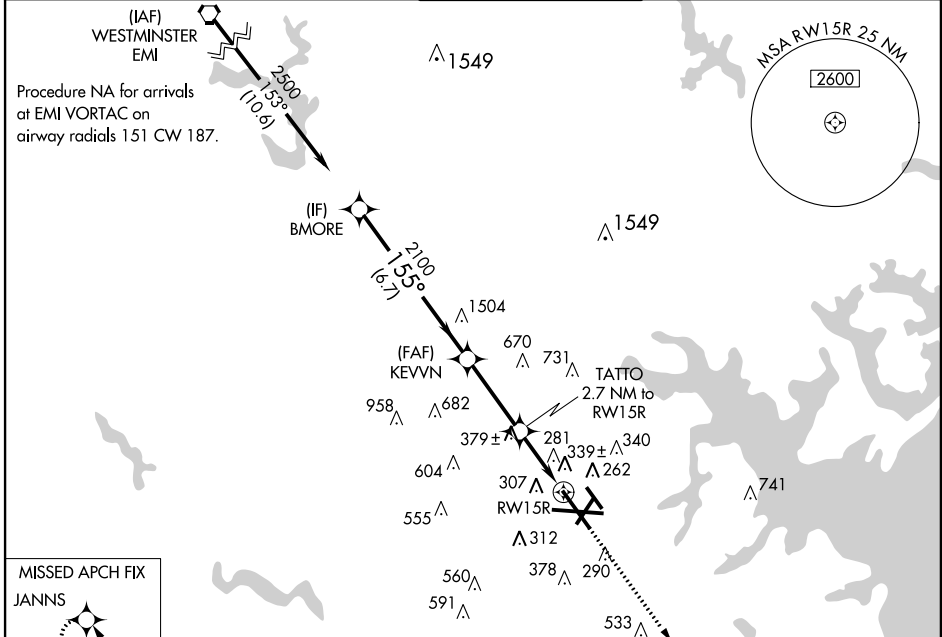 (IAF)
WESTMINSTER
EMI
Procedure NA for arrivals
at EMI VORTAC on
airway radials 151 CW 187.
2500
153°
(10.6)
1549
MSA RW15R 25 NM
2600
(IF)
BMORE
1549
2100
155°
(6.7)
1504
(FAF)
KEVVN
670
731
TATTO
2.7 NM to
RW15R
958
682
379±
281
339±
340
604
262
307
RW15R
741
555
312
290
378
560
591
533
MISSED APCH FIX
JANNS